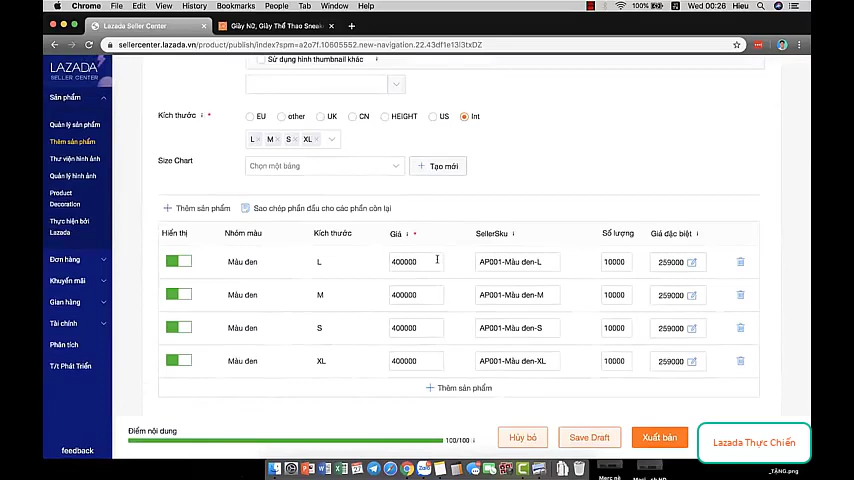 Chrome File Edit View History Bookmarks People Tab Window Help 100% Wed 00:26 Hieu
Lazada Seller Center × Giày Nữ, Giày Thể Thao Sneak × +
sellercenter.lazada.vn/product/publish/index?spm=a2o7f.10605552.new-navigation.22.43df1e13l3txDZ
LAZADA
SELLER CENTER
Sản phẩm
Quản lý sản phẩm
Thêm sản phẩm
Thư viện hình ảnh
Quản lý hình ảnh
Product
Decoration
Thực hiện bởi
Lazada
Đơn hàng
Khuyến mãi
Gian hàng
Tài chính
Phân tích
T/t Phát Triển
feedback
Sử dụng hình thumbnail khác
Kích thước * EU other UK CN HEIGHT US Int
L × M × S × XL ×
Size Chart Chọn một bảng + Tạo mới
+ Thêm sản phẩm Sao chép phần đầu cho các phần còn lại
Hiển thị Nhóm màu Kích thước Giá * SellerSku Số lượng Giá đặc biệt
Màu đen L 400000 AP001-Màu đen-L 10000 259000
Màu đen M 400000 AP001-Màu đen-M 10000 259000
Màu đen S 400000 AP001-Màu đen-S 10000 259000
Màu đen XL 400000 AP001-Màu đen-XL 10000 259000
+ Thêm sản phẩm
Điểm nội dung
100/100
Hủy bỏ Save Draft Xuất bản
Lazada Thực Chiến
_TẶNG.png